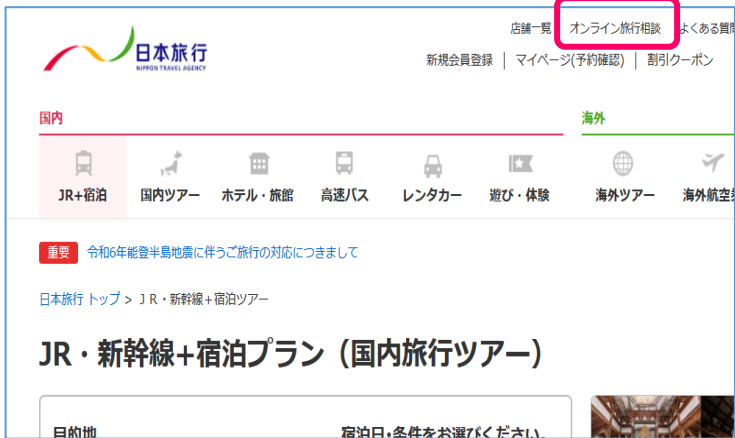 店舗一覧 オンライン旅行相談 よくある質問
日本旅行
NIPPON TRAVEL AGENCY
新規会員登録 | マイページ(予約確認) | 割引クーポン
国内 海外
JR+宿泊 国内ツアー ホテル・旅館 高速バス レンタカー 遊び・体験 海外ツアー 海外航空
重要 令和6年能登半島地震に伴うご旅行の対応につきまして
日本旅行 トップ > JR・新幹線+宿泊ツアー
JR・新幹線+宿泊プラン（国内旅行ツアー）
目的地 宿泊日・条件をお選びください。